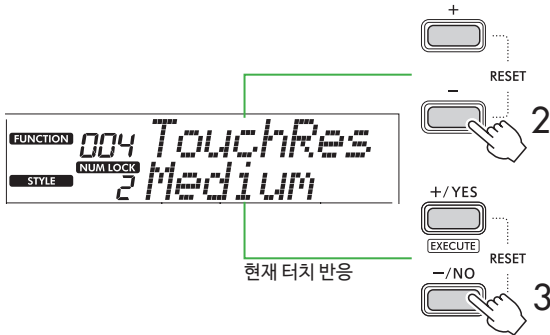 +
RESET
−
2
FUNCTION 004 TouchRes
NUM LOCK
STYLE 2 Medium
+/YES
EXECUTE
RESET
현재 터치 반응
−/NO
3